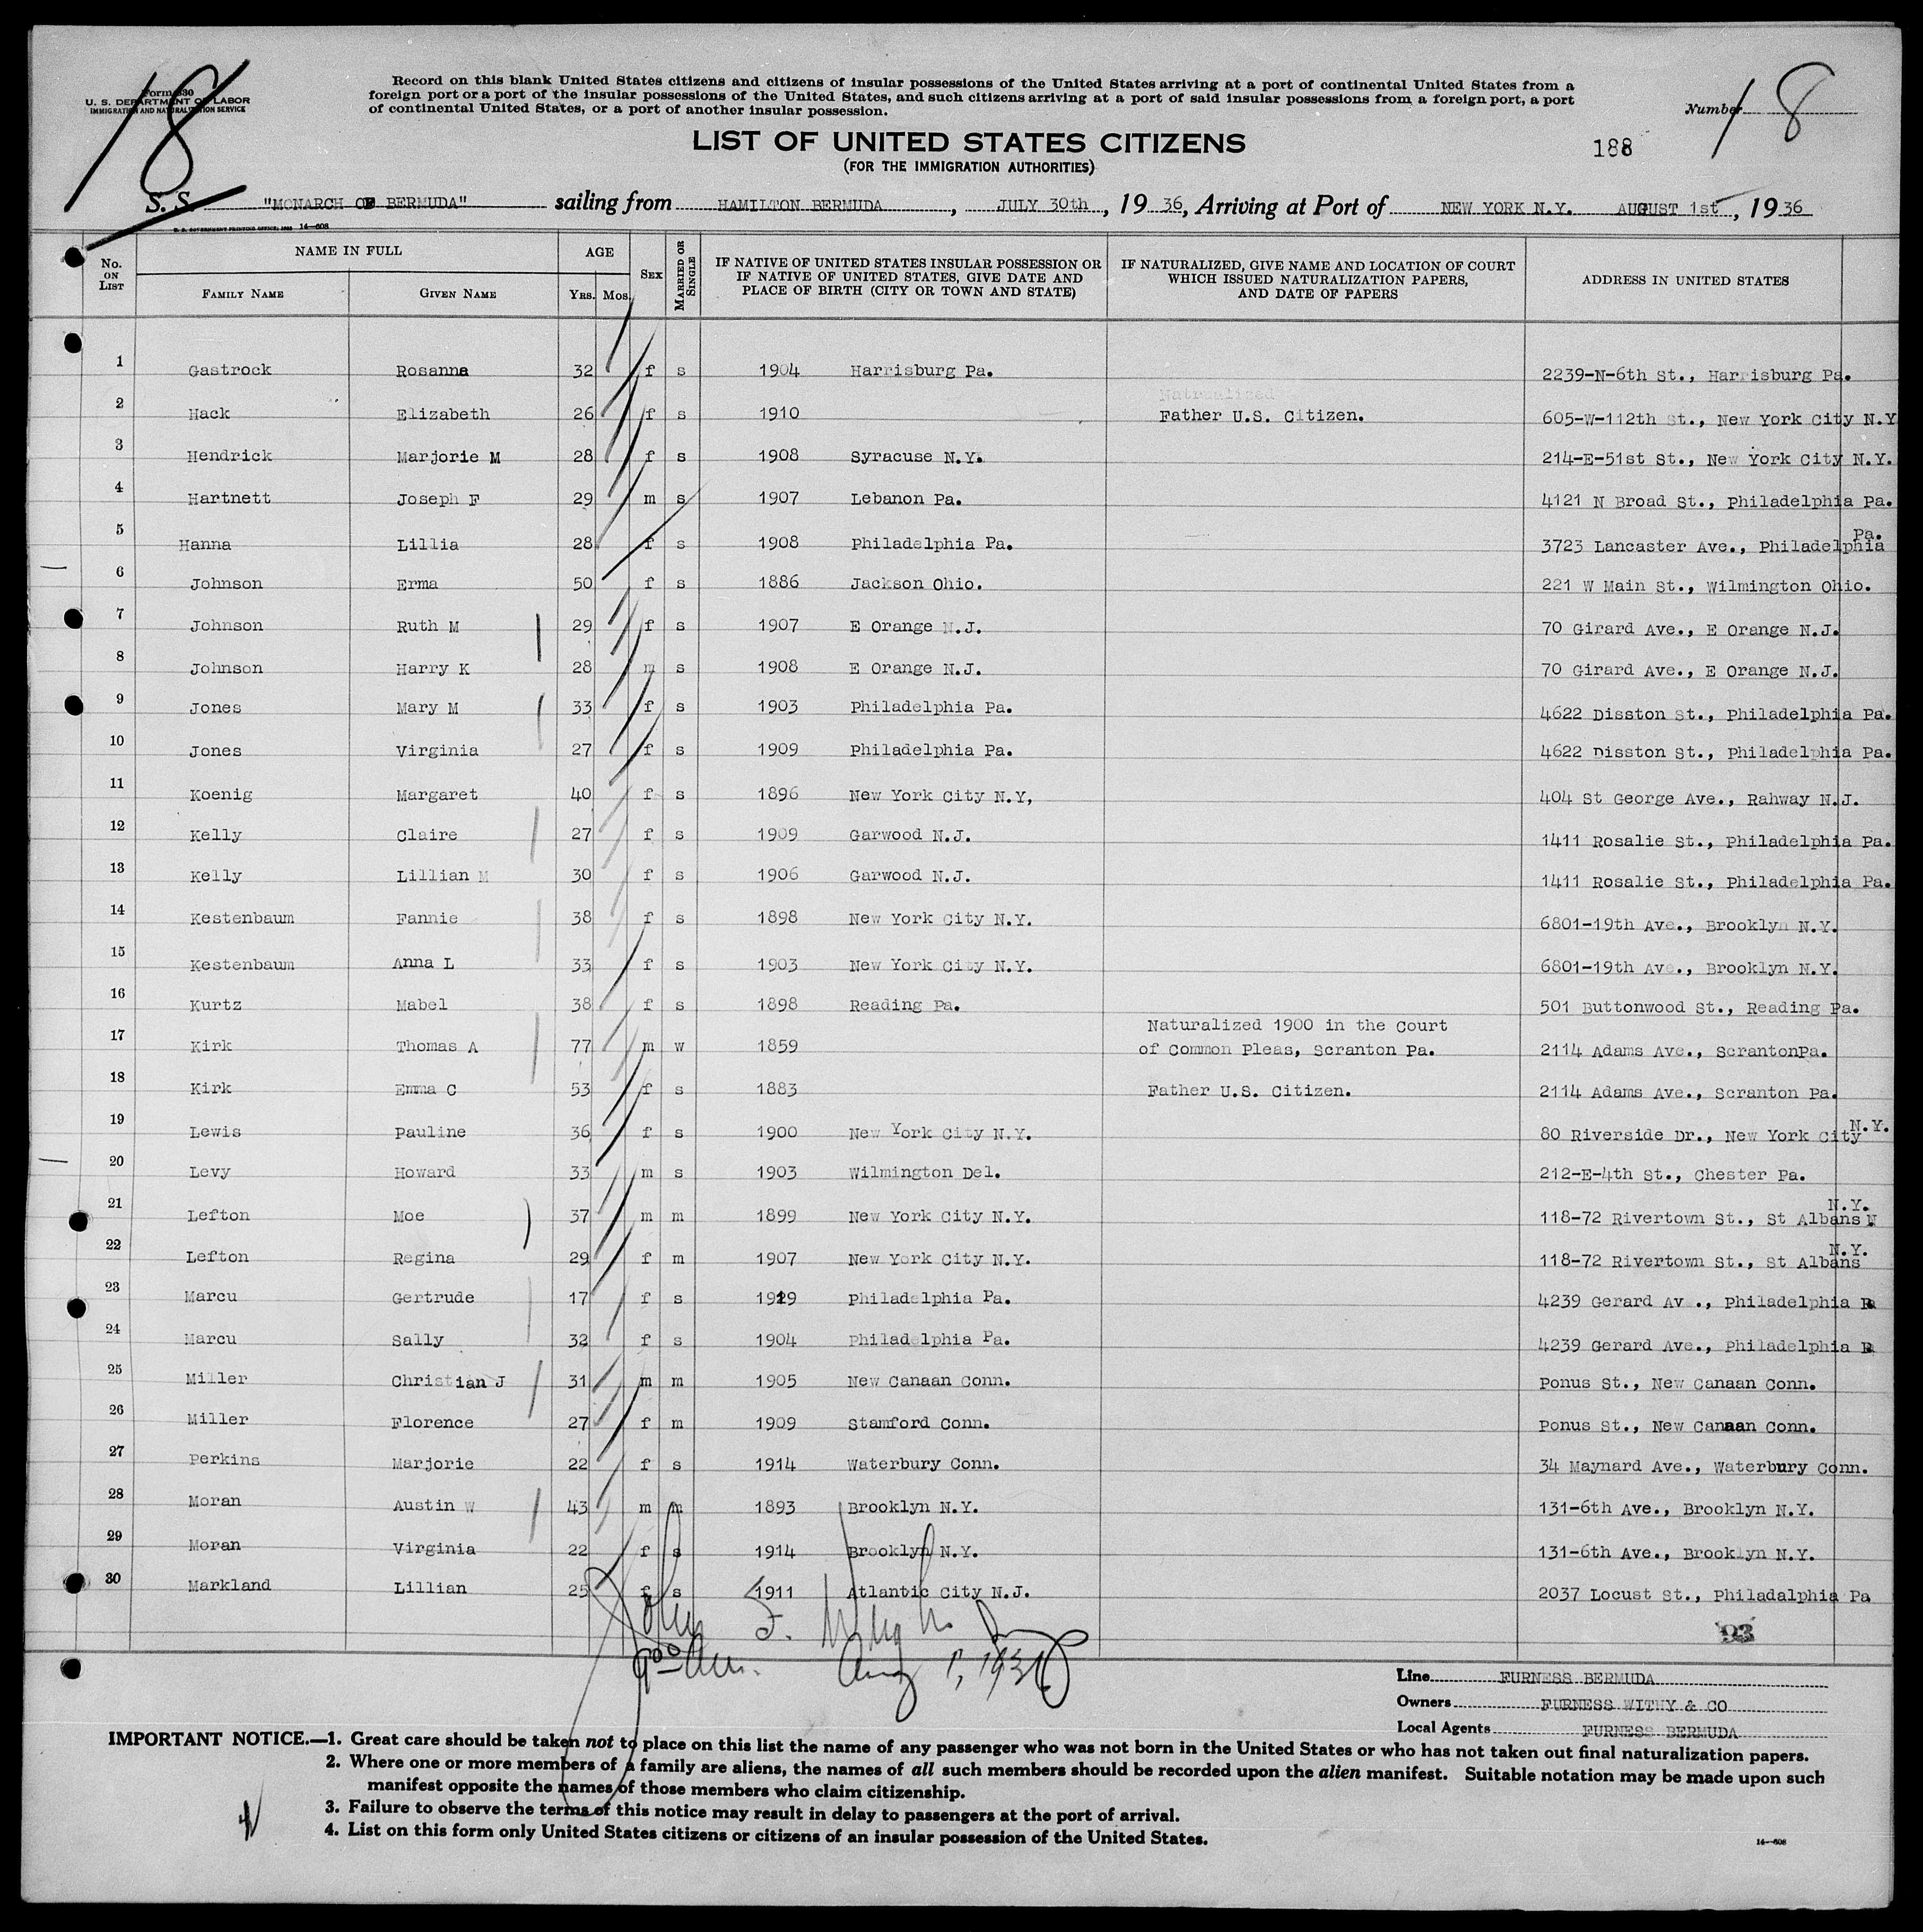 18
Form 630
U. S. DEPARTMENT OF LABOR
IMMIGRATION AND NATURALIZATION SERVICE
Record on this blank United States citizens and citizens of insular possessions of the United States arriving at a port of continental United States from a
foreign port or a port of the insular possessions of the United States, and such citizens arriving at a port of said insular possessions from a foreign port, a port
of continental United States, or a port of another insular possession.
Number 18
LIST OF UNITED STATES CITIZENS
(FOR THE IMMIGRATION AUTHORITIES)
188
S. S. "MONARCH OF BERMUDA" sailing from HAMILTON BERMUDA, JULY 30th, 19 36, Arriving at Port of NEW YORK N.Y. AUGUST 1st, 19 36
No. ON LIST NAME IN FULL FAMILY NAME GIVEN NAME AGE YRS. MOS. SEX MARRIED OR SINGLE IF NATIVE OF UNITED STATES INSULAR POSSESSION OR IF NATIVE OF UNITED STATES, GIVE DATE AND PLACE OF BIRTH (CITY OR TOWN AND STATE) IF NATURALIZED, GIVE NAME AND LOCATION OF COURT WHICH ISSUED NATURALIZATION PAPERS, AND DATE OF PAPERS ADDRESS IN UNITED STATES
1 Gastrock Rosanna 32 f s 1904 Harrisburg Pa. 2239-N-6th St., Harrisburg Pa.
2 Hack Elizabeth 26 f s 1910 Father U.S. Citizen. 605-W-112th St., New York City N.Y
3 Hendrick Marjorie M 28 f s 1908 Syracuse N.Y. 214-E-51st St., New York City N.Y.
4 Hartnett Joseph F 29 m s 1907 Lebanon Pa. 4121 N Broad St., Philadelphia Pa.
5 Hanna Lillia 28 f s 1908 Philadelphia Pa. 3723 Lancaster Ave., Philadelphia Pa.
6 Johnson Erma 50 f s 1886 Jackson Ohio. 221 W Main St., Wilmington Ohio.
7 Johnson Ruth M 29 f s 1907 E Orange N.J. 70 Girard Ave., E Orange N.J.
8 Johnson Harry K 28 m s 1908 E Orange N.J. 70 Girard Ave., E Orange N.J.
9 Jones Mary M 33 f s 1903 Philadelphia Pa. 4622 Disston St., Philadelphia Pa.
10 Jones Virginia 27 f s 1909 Philadelphia Pa. 4622 Disston St., Philadelphia Pa.
11 Koenig Margaret 40 f s 1896 New York City N.Y, 404 St George Ave., Rahway N.J.
12 Kelly Claire 27 f s 1909 Garwood N.J. 1411 Rosalie St., Philadelphia Pa.
13 Kelly Lillian M 30 f s 1906 Garwood N.J. 1411 Rosalie St., Philadelphia Pa.
14 Kestenbaum Fannie 38 f s 1898 New York City N.Y. 6801-19th Ave., Brooklyn N.Y.
15 Kestenbaum Anna L 33 f s 1903 New York City N.Y. 6801-19th Ave., Brooklyn N.Y.
16 Kurtz Mabel 38 f s 1898 Reading Pa. 501 Buttonwood St., Reading Pa.
17 Kirk Thomas A 77 m w 1859 Naturalized 1900 in the Court of Common Pleas, Scranton Pa. 2114 Adams Ave., ScrantonPa.
18 Kirk Emma C 53 f s 1883 Father U.S. Citizen. 2114 Adams Ave., Scranton Pa.
19 Lewis Pauline 36 f s 1900 New York City N.Y. 80 Riverside Dr., New York City N.Y.
20 Levy Howard 33 m s 1903 Wilmington Del. 212-E-4th St., Chester Pa.
21 Lefton Moe 37 m m 1899 New York City N.Y. 118-72 Rivertown St., St Albans N.Y.
22 Lefton Regina 29 f m 1907 New York City N.Y. 118-72 Rivertown St., St Albans N.Y.
23 Marcu Gertrude 17 f s 1919 Philadelphia Pa. 4239 Gerard Av ., Philadelphia Pa
24 Marcu Sally 32 f s 1904 Philadelphia Pa. 4239 Gerard Ave., Philadelphia Pa
25 Miller Christian J 31 m m 1905 New Canaan Conn. Ponus St., New Canaan Conn.
26 Miller Florence 27 f m 1909 Stamford Conn. Ponus St., New Canaan Conn.
27 Perkins Marjorie 22 f s 1914 Waterbury Conn. 34 Maynard Ave., Waterbury Conn.
28 Moran Austin W 43 m m 1893 Brooklyn N.Y. 131-6th Ave., Brooklyn N.Y.
29 Moran Virginia 22 f s 1914 Brooklyn N.Y. 131-6th Ave., Brooklyn N.Y.
30 Markland Lillian 25 f s 1911 Atlantic City N.J. 2037 Locust St., Philadalphia Pa
John F.
93
9 00 Am. Aug 1, 1936
Line FURNESS BERMUDA
Owners FURNESS WITHY & CO
Local Agents FURNESS BERMUDA
IMPORTANT NOTICE.—1. Great care should be taken not to place on this list the name of any passenger who was not born in the United States or who has not taken out final naturalization papers.
2. Where one or more members of a family are aliens, the names of all such members should be recorded upon the alien manifest. Suitable notation may be made upon such
manifest opposite the names of those members who claim citizenship.
3. Failure to observe the terms of this notice may result in delay to passengers at the port of arrival.
4. List on this form only United States citizens or citizens of an insular possession of the United States.
14—608